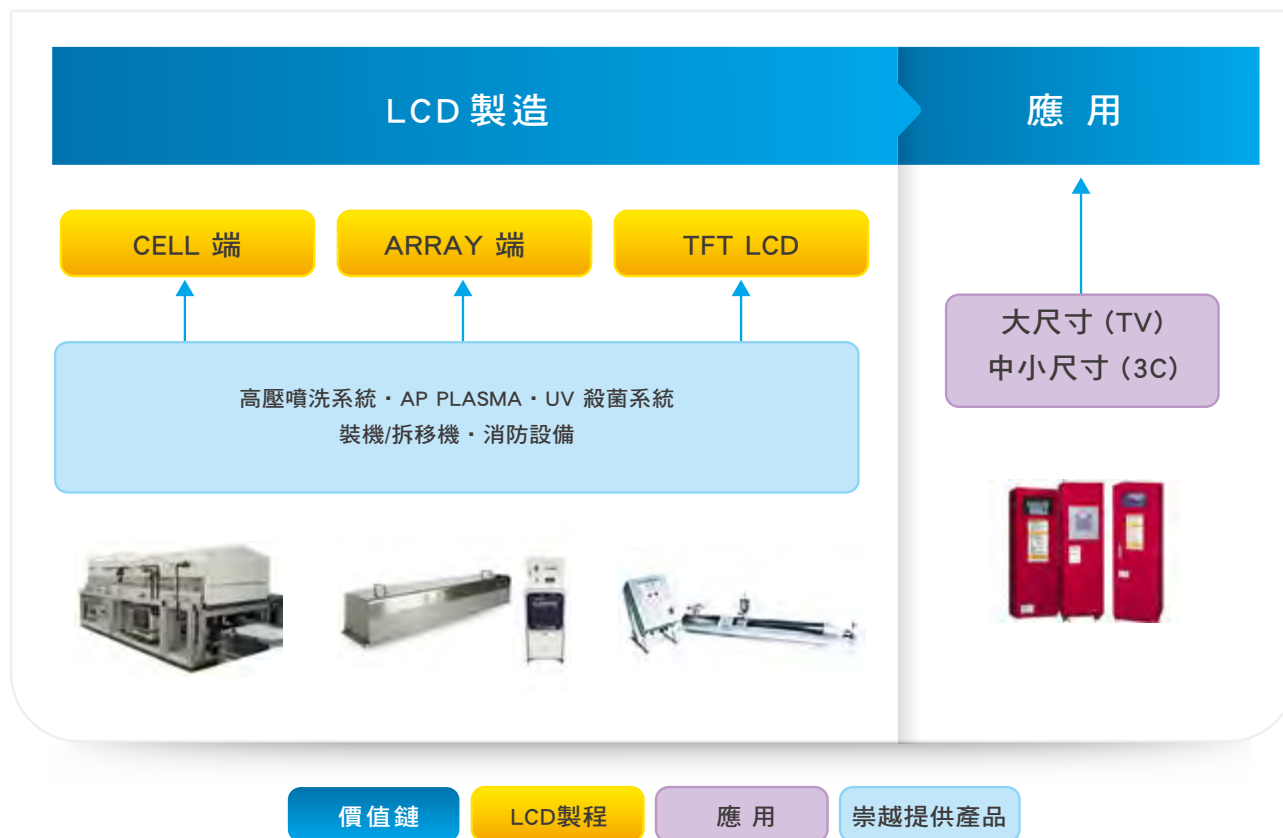 LCD 製造
應 用
CELL 端
ARRAY 端
TFT LCD
大尺寸 (TV)
中小尺寸 (3C)
高壓噴洗系統・AP PLASMA・UV 殺菌系統
裝機/拆移機・消防設備
價值鏈
LCD製程
應 用
崇越提供產品